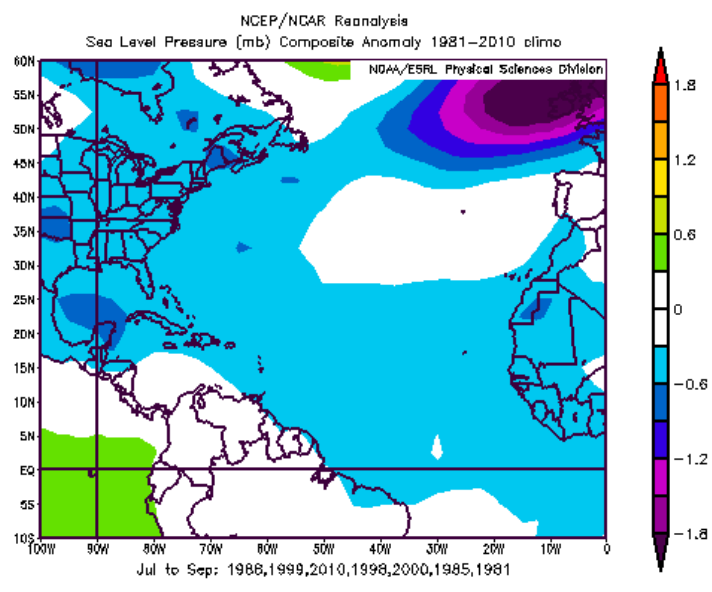 NCEP/NCAR Reanalysis
Sea Level Pressure (mb) Composite Anomaly 1981-2010 climo
NOAA/ESRL Physical Sciences Division
60N
55N
50N
45N
40N
35N
30N
25N
20N
15N
10N
5N
EQ
5S
10S
100W 90W 80W 70W 60W 50W 40W 30W 20W 10W 0
1.8
1.2
0.6
0
-0.6
-1.2
-1.8
Jul to Sep: 1988,1999,2010,1998,2000,1985,1981